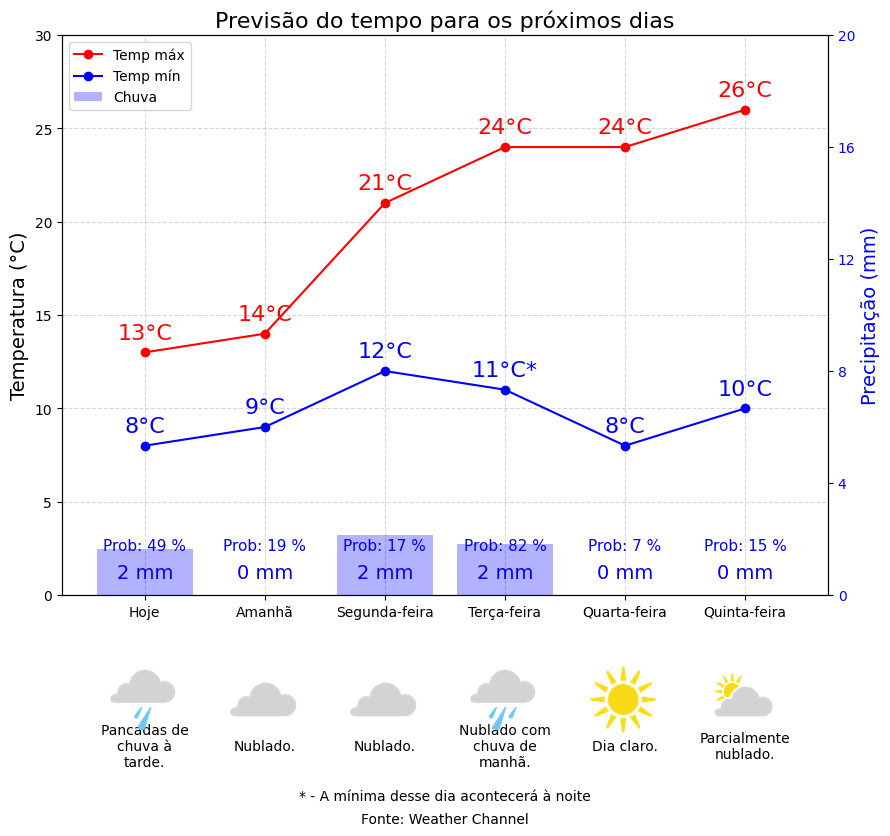 Previsão do tempo para os próximos dias
Temp máx
Temp mín
Chuva
Temperatura (°C)
Precipitação (mm)
30
25
20
15
10
5
0
20
16
12
8
4
0
13°C
14°C
21°C
24°C
24°C
26°C
8°C
9°C
12°C
11°C*
8°C
10°C
Prob: 49 %
Prob: 19 %
Prob: 17 %
Prob: 82 %
Prob: 7 %
Prob: 15 %
2 mm
0 mm
2 mm
2 mm
0 mm
0 mm
Hoje
Amanhã
Segunda-feira
Terça-feira
Quarta-feira
Quinta-feira
Pancadas de
chuva à
tarde.
Nublado.
Nublado.
Nublado com
chuva de
manhã.
Dia claro.
Parcialmente
nublado.
* - A mínima desse dia acontecerá à noite
Fonte: Weather Channel